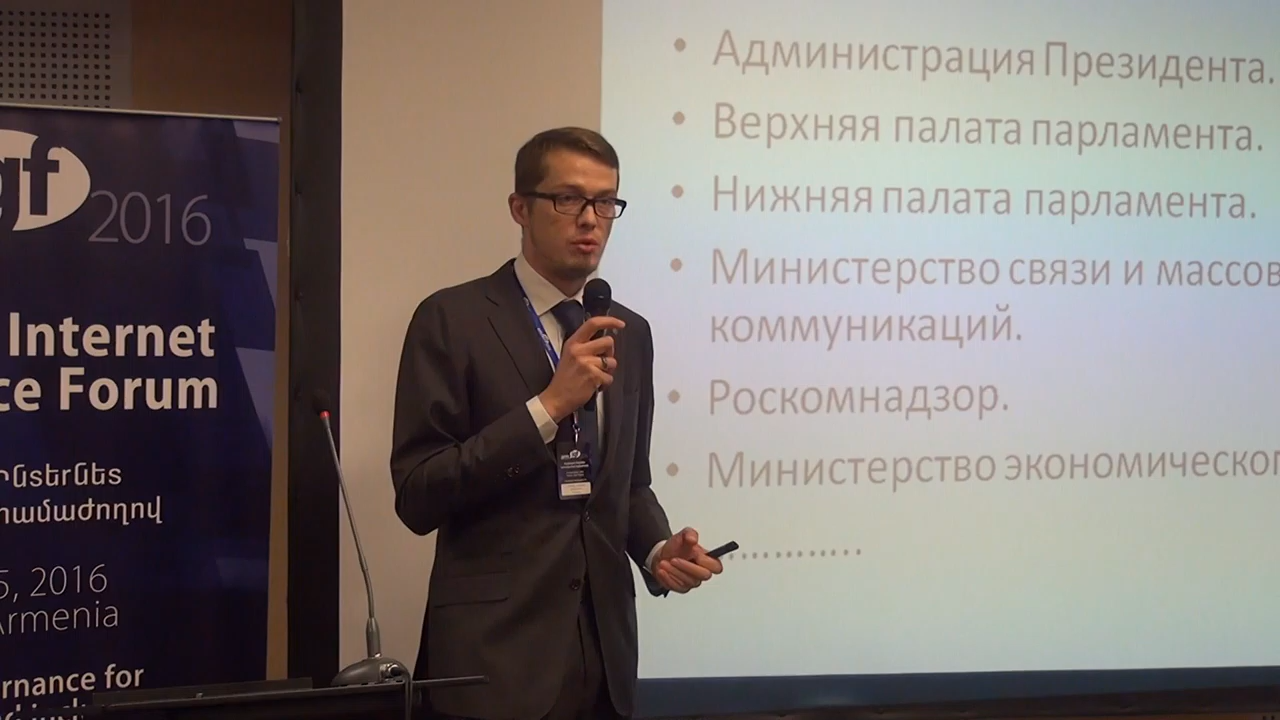 gf 2016
Internet
ce Forum
5, 2016
Armenia
rnance for
Администрация Президента.
Верхняя палата парламента.
Нижняя палата парламента.
Министерство связи и массов
коммуникаций.
Роскомнадзор.
Министерство экономическог
............